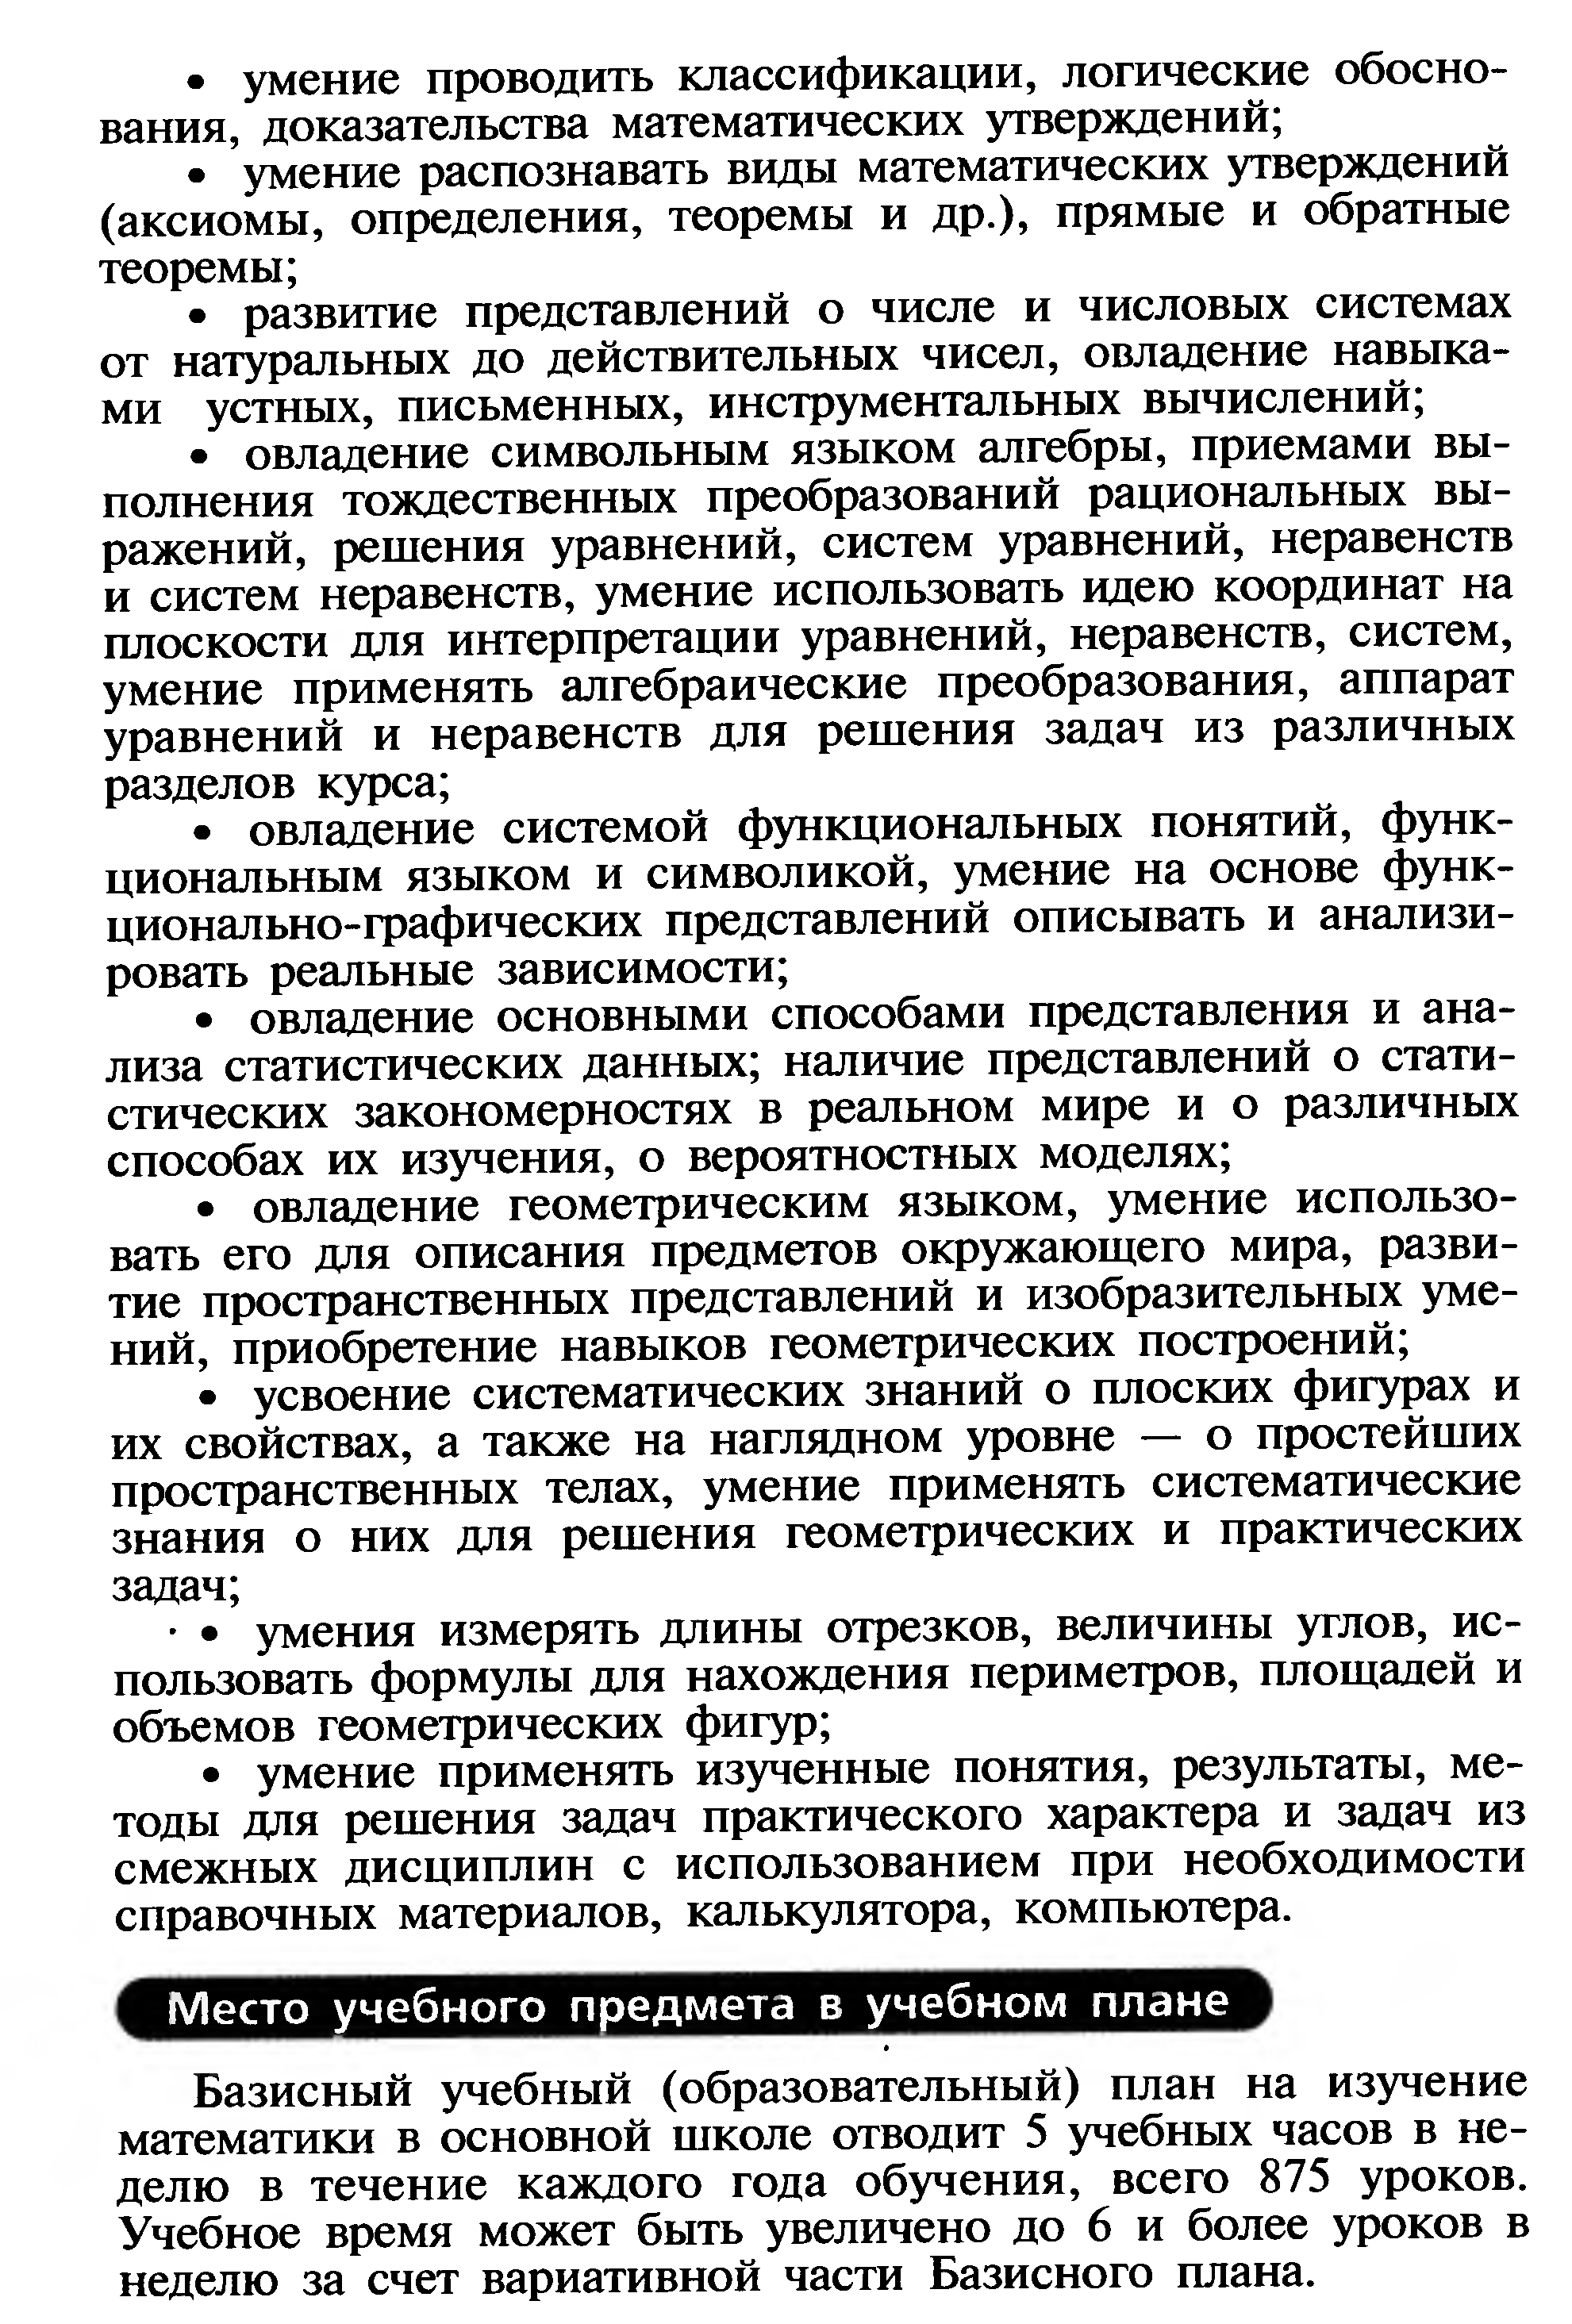 • умение проводить классификации, логические обосно-
вания, доказательства математических утверждений;
• умение распознавать виды математических утверждений
(аксиомы, определения, теоремы и др.), прямые и обратные
теоремы;
• развитие представлений о числе и числовых системах
от натуральных до действительных чисел, овладение навыка-
ми устных, письменных, инструментальных вычислений;
• овладение символьным языком алгебры, приемами вы-
полнения тождественных преобразований рациональных вы-
ражений, решения уравнений, систем уравнений, неравенств
и систем неравенств, умение использовать идею координат на
плоскости для интерпретации уравнений, неравенств, систем,
умение применять алгебраические преобразования, аппарат
уравнений и неравенств для решения задач из различных
разделов курса;
• овладение системой функциональных понятий, функ-
циональным языком и символикой, умение на основе функ-
ционально-графических представлений описывать и анализи-
ровать реальные зависимости;
• овладение основными способами представления и ана-
лиза статистических данных; наличие представлений о стати-
стических закономерностях в реальном мире и о различных
способах их изучения, о вероятностных моделях;
• овладение геометрическим языком, умение использо-
вать его для описания предметов окружающего мира, разви-
тие пространственных представлений и изобразительных уме-
ний, приобретение навыков геометрических построений;
• усвоение систематических знаний о плоских фигурах и
их свойствах, а также на наглядном уровне — о простейших
пространственных телах, умение применять систематические
знания о них для решения геометрических и практических
задач;
• умения измерять длины отрезков, величины углов, ис-
пользовать формулы для нахождения периметров, площадей и
объемов геометрических фигур;
• умение применять изученные понятия, результаты, ме-
тоды для решения задач практического характера и задач из
смежных дисциплин с использованием при необходимости
справочных материалов, калькулятора, компьютера.
Место учебного предмета в учебном плане
Базисный учебный (образовательный) план на изучение
математики в основной школе отводит 5 учебных часов в не-
делю в течение каждого года обучения, всего 875 уроков.
Учебное время может быть увеличено до 6 и более уроков в
неделю за счет вариативной части Базисного плана.